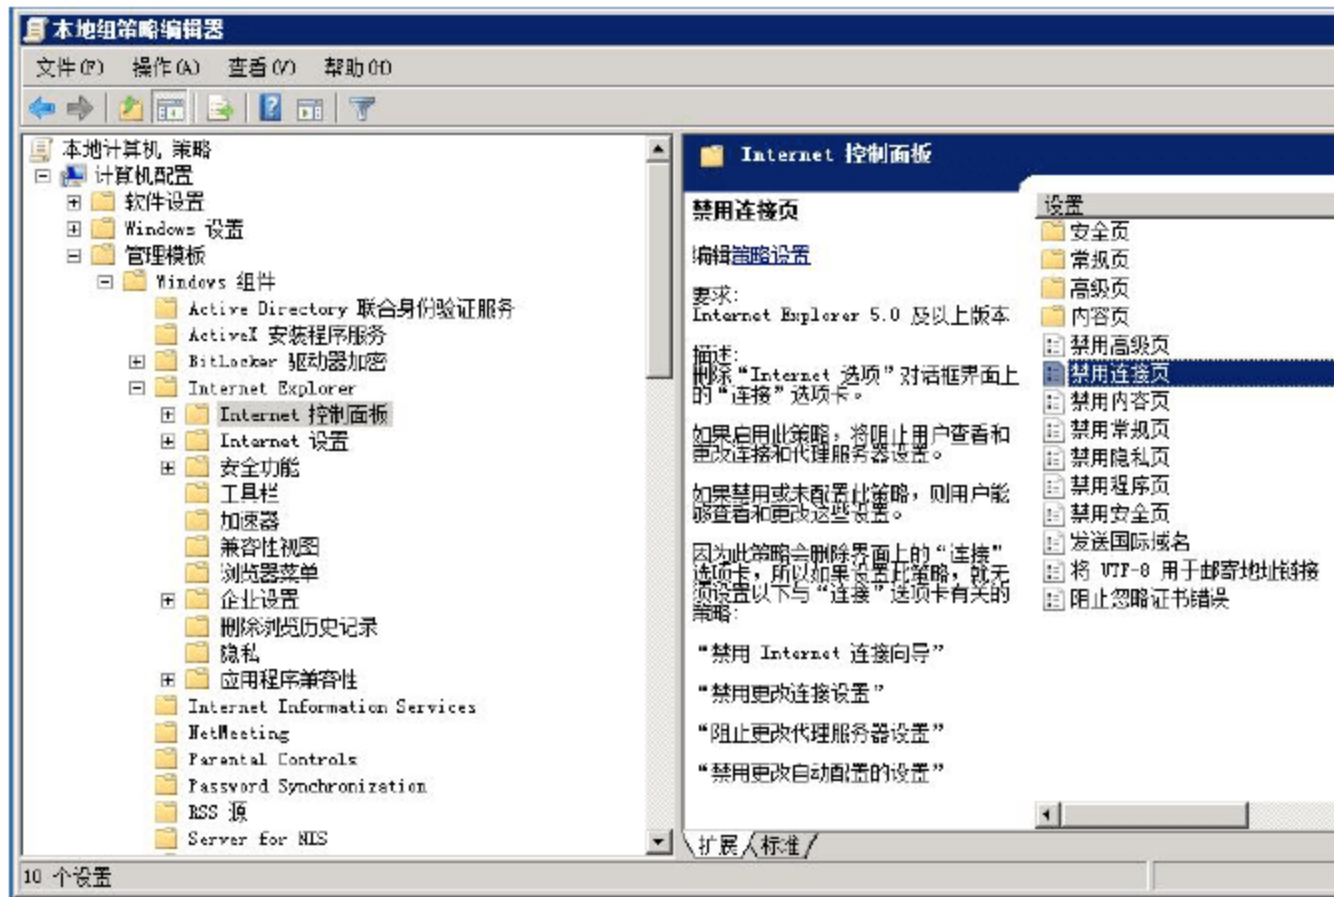 本地组策略编辑器
文件(F) 操作(A) 查看(V) 帮助(H)
本地计算机 策略
计算机配置
软件设置
Windows 设置
管理模板
Windows 组件
Active Directory 联合身份验证服务
ActiveX 安装程序服务
BitLocker 驱动器加密
Internet Explorer
Internet 控制面板
Internet 设置
安全功能
工具栏
加速器
兼容性视图
浏览器菜单
企业设置
删除浏览历史记录
隐私
应用程序兼容性
Internet Information Services
NetMeeting
Parental Controls
Password Synchronization
RSS 源
Server for NIS
Internet 控制面板
禁用连接页
编辑策略设置
要求:
Internet Explorer 5.0 及以上版本
描述:
删除“Internet 选项”对话框界面上
的“连接”选项卡。
如果启用此策略，将阻止用户查看和
更改连接和代理服务器设置。
如果禁用或未配置此策略，则用户能
够查看和更改这些设置。
因为此策略会删除界面上的“连接”
选项卡，所以如果设置此策略，就无
须设置以下与“连接”选项卡有关的
策略:
“禁用 Internet 连接向导”
“禁用更改连接设置”
“阻止更改代理服务器设置”
“禁用更改自动配置的设置”
设置
安全页
常规页
高级页
内容页
禁用高级页
禁用连接页
禁用内容页
禁用常规页
禁用隐私页
禁用程序页
禁用安全页
发送国际域名
将 UTF-8 用于邮寄地址链接
阻止忽略证书错误
扩展 标准
10 个设置